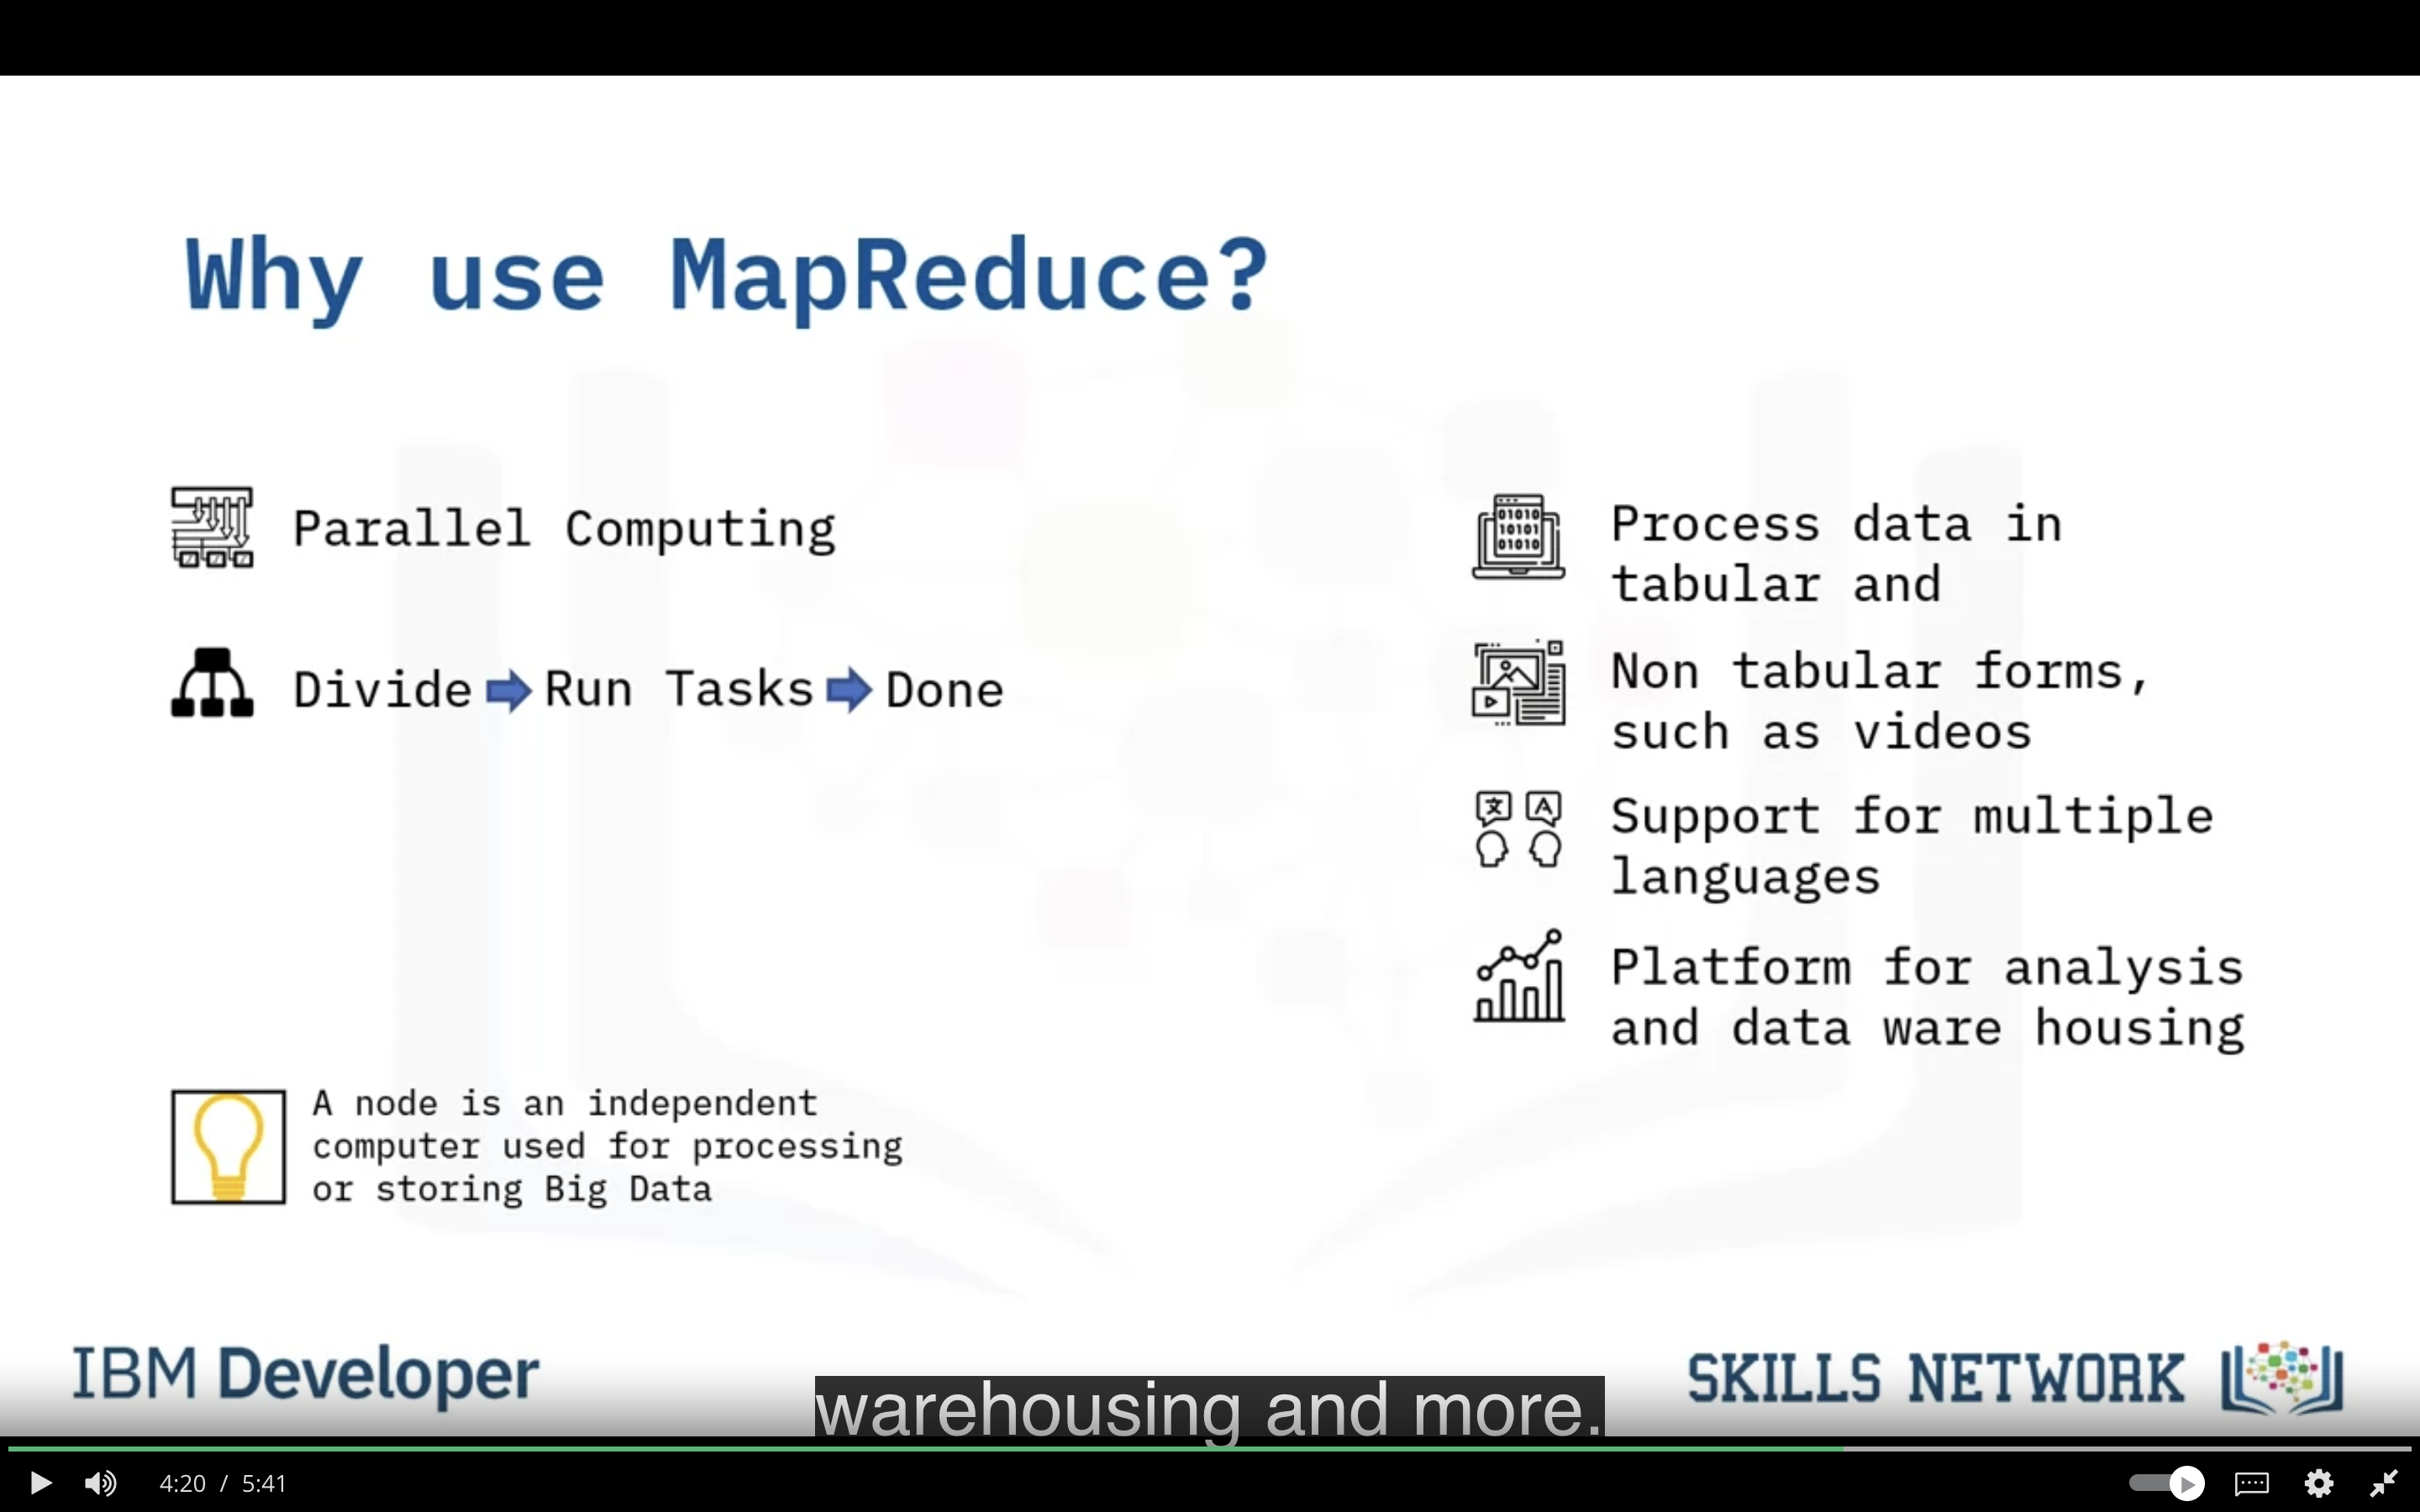 Why use MapReduce?
Parallel Computing
Divide Run Tasks Done
A node is an independent
computer used for processing
or storing Big Data
01010
10101
01010
Process data in
tabular and
Non tabular forms,
such as videos
文 A
Support for multiple
languages
Platform for analysis
and data ware housing
IBM Developer
SKILLS NETWORK
warehousing and more.
4:20 / 5:41